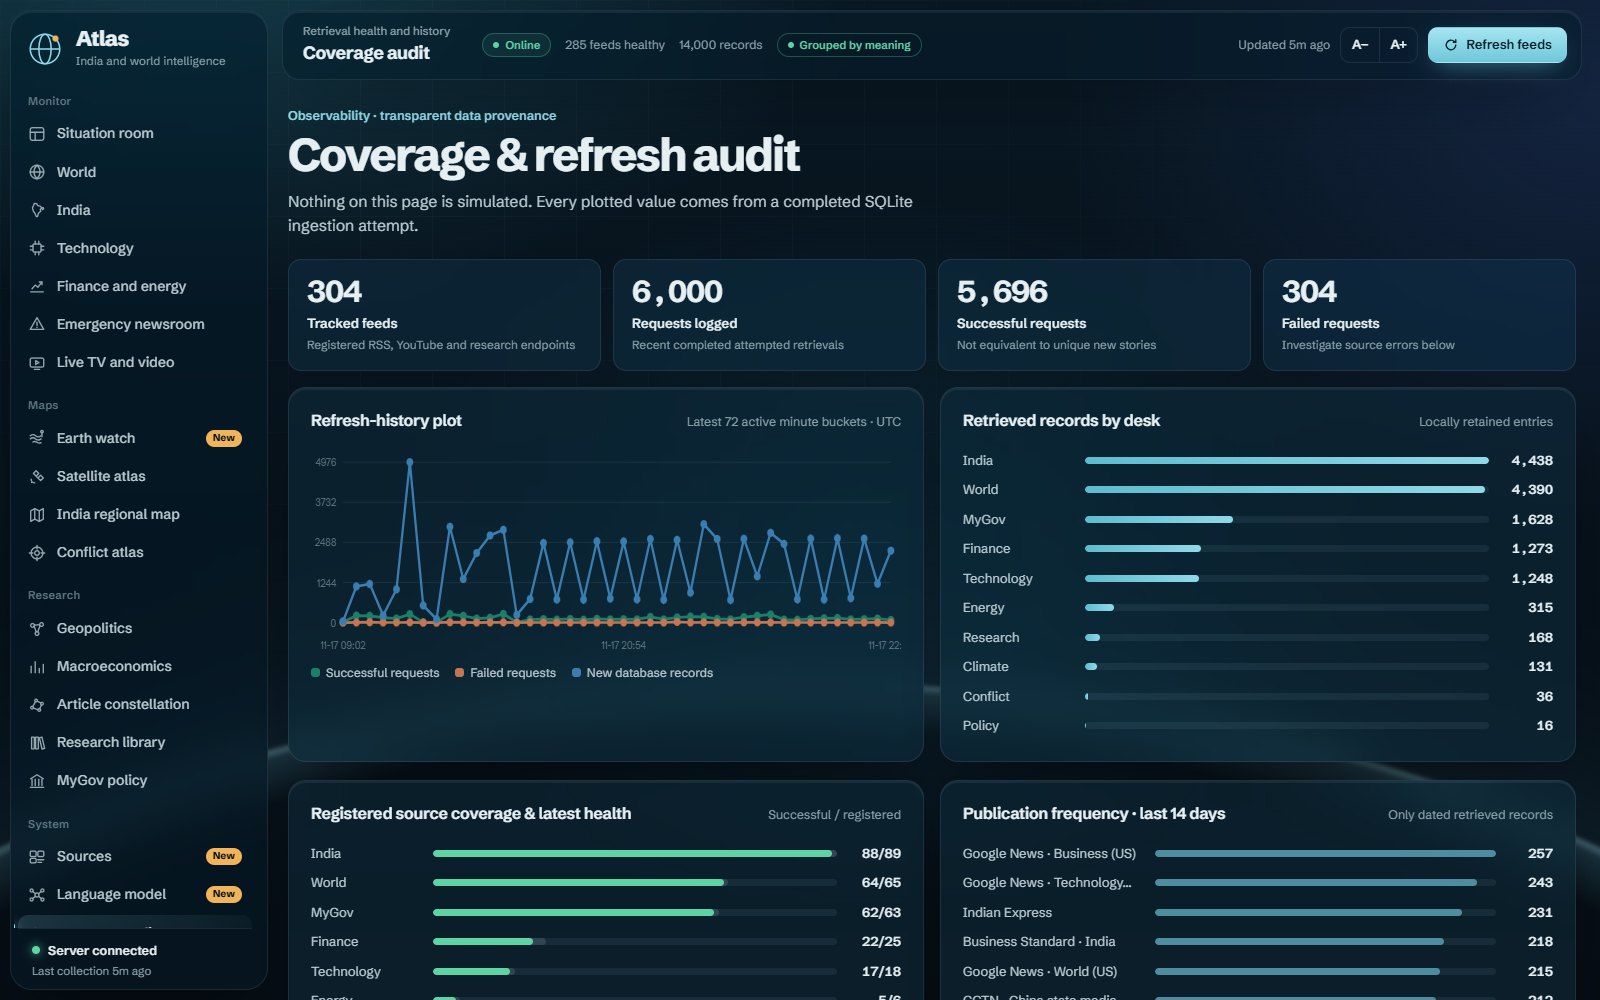 Atlas
India and world intelligence
Monitor
Situation room
World
India
Technology
Finance and energy
Emergency newsroom
Live TV and video
Maps
Earth watch New
Satellite atlas
India regional map
Conflict atlas
Research
Geopolitics
Macroeconomics
Article constellation
Research library
MyGov policy
System
Sources New
Language model New
Server connected
Last collection 5m ago
Retrieval health and history
Coverage audit
Online
285 feeds healthy
14,000 records
Grouped by meaning
Updated 5m ago
A−
A+
Refresh feeds
Observability · transparent data provenance
Coverage & refresh audit
Nothing on this page is simulated. Every plotted value comes from a completed SQLite
ingestion attempt.
304
Tracked feeds
Registered RSS, YouTube and research endpoints
6,000
Requests logged
Recent completed attempted retrievals
5,696
Successful requests
Not equivalent to unique new stories
304
Failed requests
Investigate source errors below
Refresh-history plot
Latest 72 active minute buckets · UTC
4976
3732
2488
1244
0
11-17 09:02
11-17 20:54
11-17 22:
Successful requests
Failed requests
New database records
Retrieved records by desk
Locally retained entries
India 4,438
World 4,390
MyGov 1,628
Finance 1,273
Technology 1,248
Energy 315
Research 168
Climate 131
Conflict 36
Policy 16
Registered source coverage & latest health
Successful / registered
India 88/89
World 64/65
MyGov 62/63
Finance 22/25
Technology 17/18
Energy 5/6
Publication frequency · last 14 days
Only dated retrieved records
Google News · Business (US) 257
Google News · Technology... 243
Indian Express 231
Business Standard · India 218
Google News · World (US) 215
CGTN · China state media 212